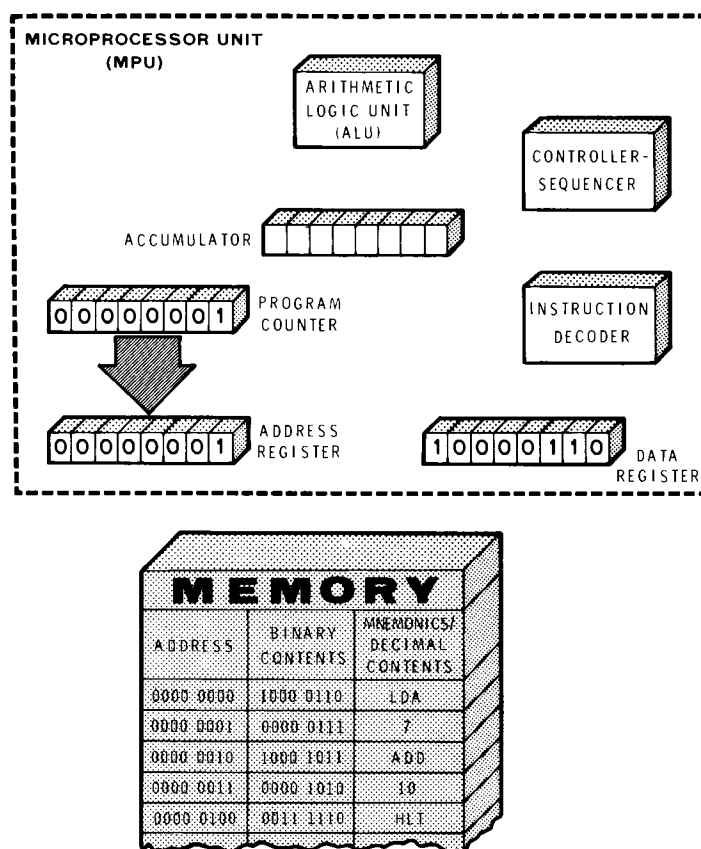 MICROPROCESSOR UNIT
(MPU)
ARITHMETIC
LOGIC UNIT
(ALU)
CONTROLLER-
SEQUENCER
ACCUMULATOR
0 0 0 0 0 0 0 1
PROGRAM
COUNTER
INSTRUCTION
DECODER
0 0 0 0 0 0 0 1
ADDRESS
REGISTER
1 0 0 0 0 1 1 0
DATA
REGISTER
MEMORY
ADDRESS
BINARY
CONTENTS
MNEMONICS/
DECIMAL
CONTENTS
0000 0000 1000 0110 LDA
0000 0001 0000 0111 7
0000 0010 1000 1011 ADD
0000 0011 0000 1010 10
0000 0100 0011 1110 HLT